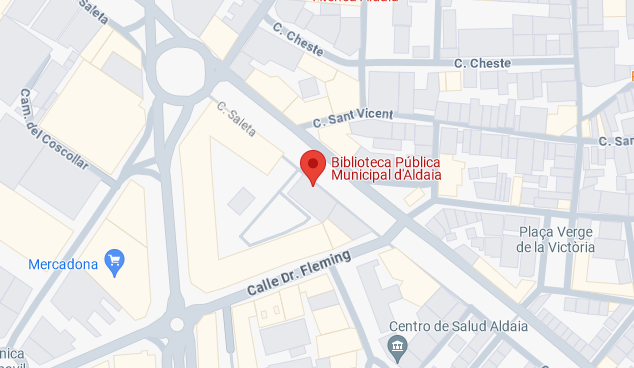 Saleta
C. Cheste
C. Cheste
C. Saleta
C. Sant Vicent
Cam. del Coscollar
Biblioteca Pública
Municipal d'Aldaia
Plaça Verge
de la Victòria
Mercadona
Calle Dr. Fleming
Centro de Salud Aldaia